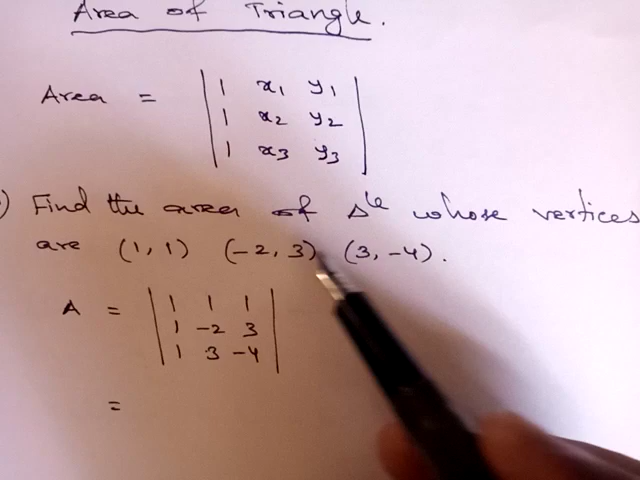 Area of Triangle.
Area = | 1 x₁ y₁ |
| 1 x₂ y₂ |
| 1 x₃ y₃ |
) Find the area of Δle whose vertices
are (1, 1) (-2, 3) (3, -4).
A = | 1 1 1 |
| 1 -2 3 |
| 1 3 -4 |
=